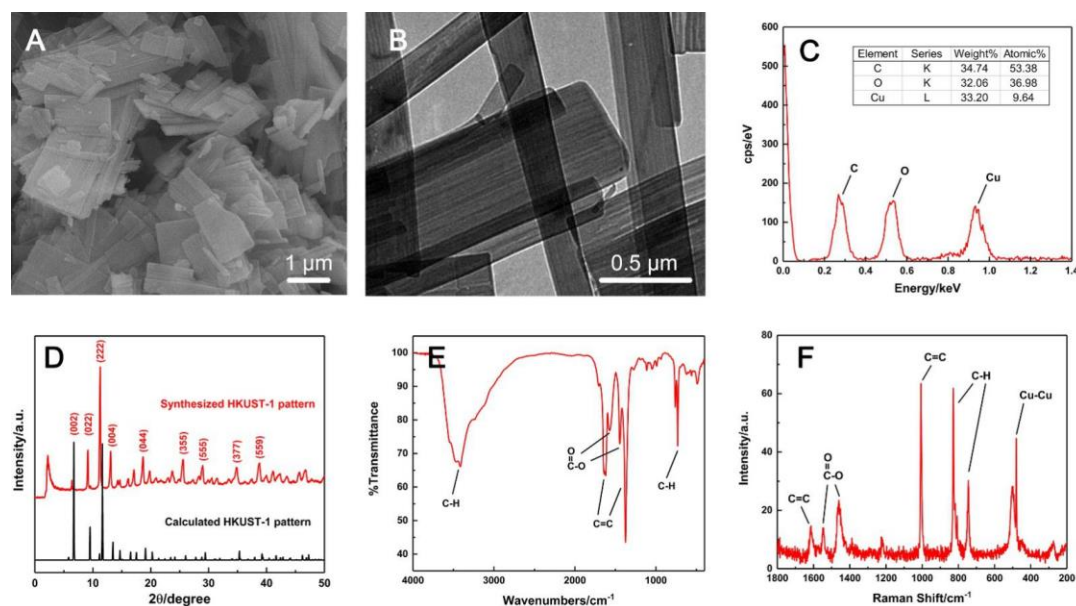 A
1 µm
B
0.5 µm
C
Element Series Weight% Atomic%
C K 34.74 53.38
O K 32.06 36.98
Cu L 33.20 9.64
600
500
400
300
200
100
0
cps/eV
C
O
Cu
0.0 0.2 0.4 0.6 0.8 1.0 1.2 1.4
Energy/keV
D
(002)
(022)
(222)
(004)
(044)
(355)
(555)
(377)
(559)
Synthesized HKUST-1 pattern
Calculated HKUST-1 pattern
Intensity/a.u.
0 10 20 30 40 50
2θ/degree
E
100
90
80
70
60
50
40
%Transmittance
C-H
O
C-O
C=C
C-H
4000 3000 2000 1000
Wavenumbers/cm-1
F
80
60
40
20
0
Intensity/a.u.
C=C
O
C-O
C=C
C-H
Cu-Cu
1800 1600 1400 1200 1000 800 600 400 200
Raman Shift/cm-1